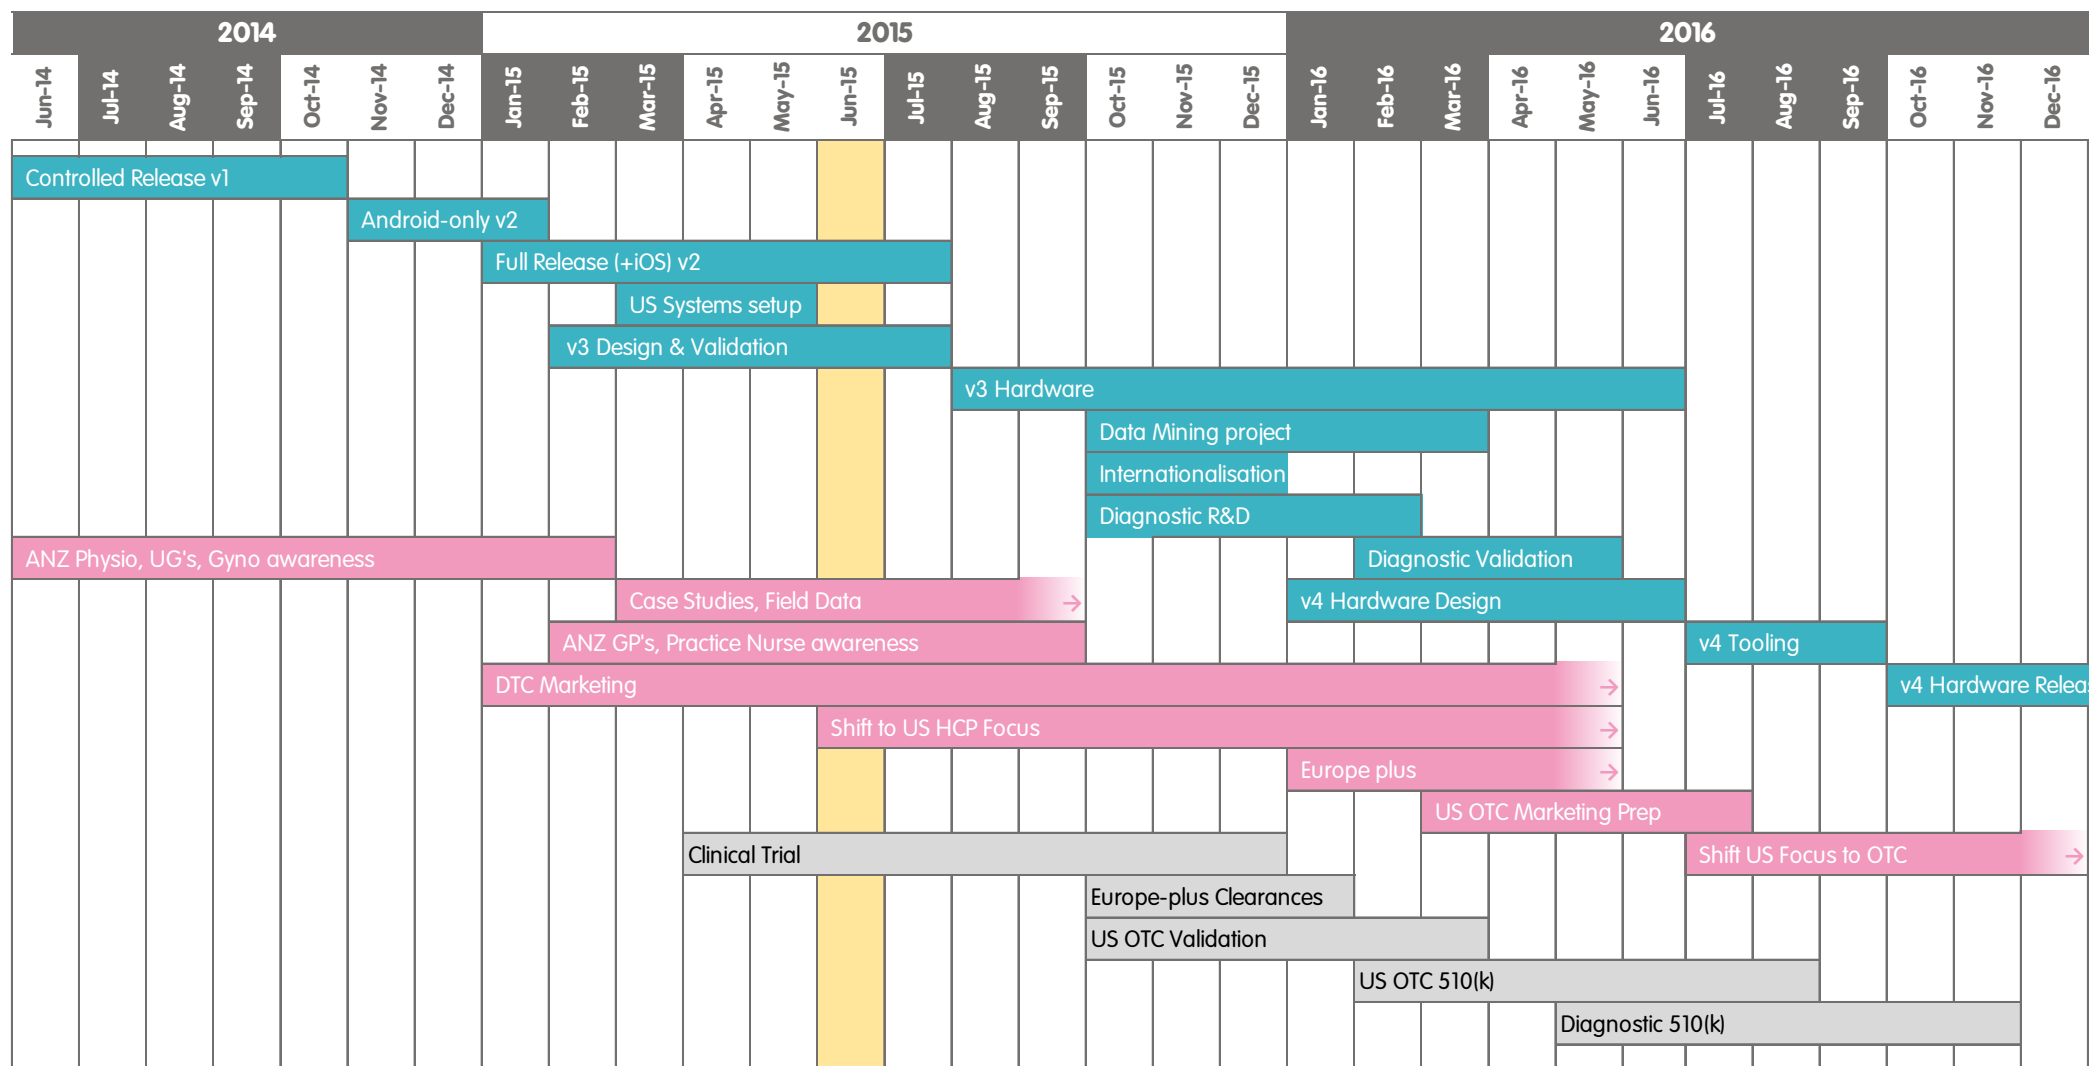 2014 2015 2016
Jun-14 Jul-14 Aug-14 Sep-14 Oct-14 Nov-14 Dec-14 Jan-15 Feb-15 Mar-15 Apr-15 May-15 Jun-15 Jul-15 Aug-15 Sep-15 Oct-15 Nov-15 Dec-15 Jan-16 Feb-16 Mar-16 Apr-16 May-16 Jun-16 Jul-16 Aug-16 Sep-16 Oct-16 Nov-16 Dec-16
Controlled Release v1
Android-only v2
Full Release (+iOS) v2
US Systems setup
v3 Design & Validation
v3 Hardware
Data Mining project
Internationalisation
Diagnostic R&D
ANZ Physio, UG's, Gyno awareness Diagnostic Validation
Case Studies, Field Data → v4 Hardware Design
ANZ GP's, Practice Nurse awareness v4 Tooling
DTC Marketing → v4 Hardware Releas
Shift to US HCP Focus →
Europe plus →
US OTC Marketing Prep
Clinical Trial Shift US Focus to OTC →
Europe-plus Clearances
US OTC Validation
US OTC 510(k)
Diagnostic 510(k)